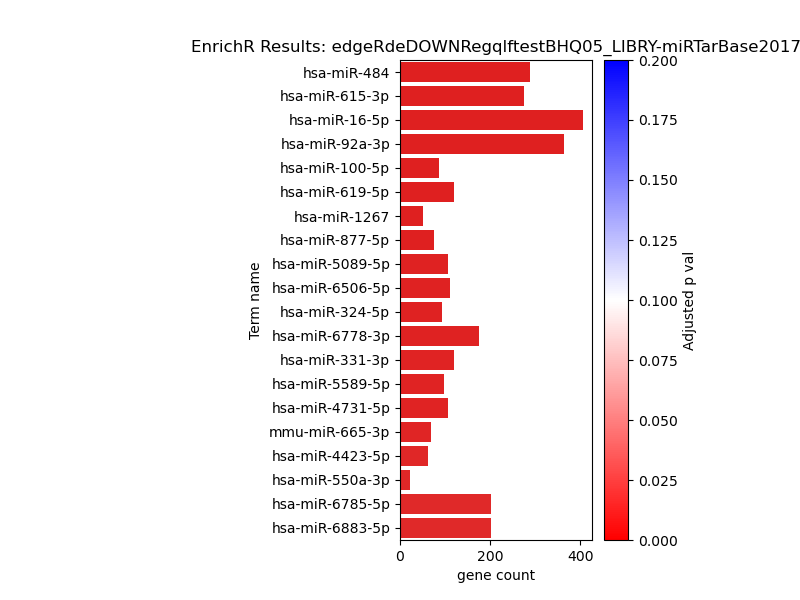 EnrichR Results: edgeRdeDOWNRegqlftestBHQ05_LIBRY-miRTarBase2017
hsa-miR-484
hsa-miR-615-3p
hsa-miR-16-5p
hsa-miR-92a-3p
hsa-miR-100-5p
hsa-miR-619-5p
hsa-miR-1267
hsa-miR-877-5p
hsa-miR-5089-5p
hsa-miR-6506-5p
hsa-miR-324-5p
hsa-miR-6778-3p
hsa-miR-331-3p
hsa-miR-5589-5p
hsa-miR-4731-5p
mmu-miR-665-3p
hsa-miR-4423-5p
hsa-miR-550a-3p
hsa-miR-6785-5p
hsa-miR-6883-5p
Term name
0 200 400
gene count
0.200
0.175
0.150
0.125
0.100
0.075
0.050
0.025
0.000
Adjusted p val